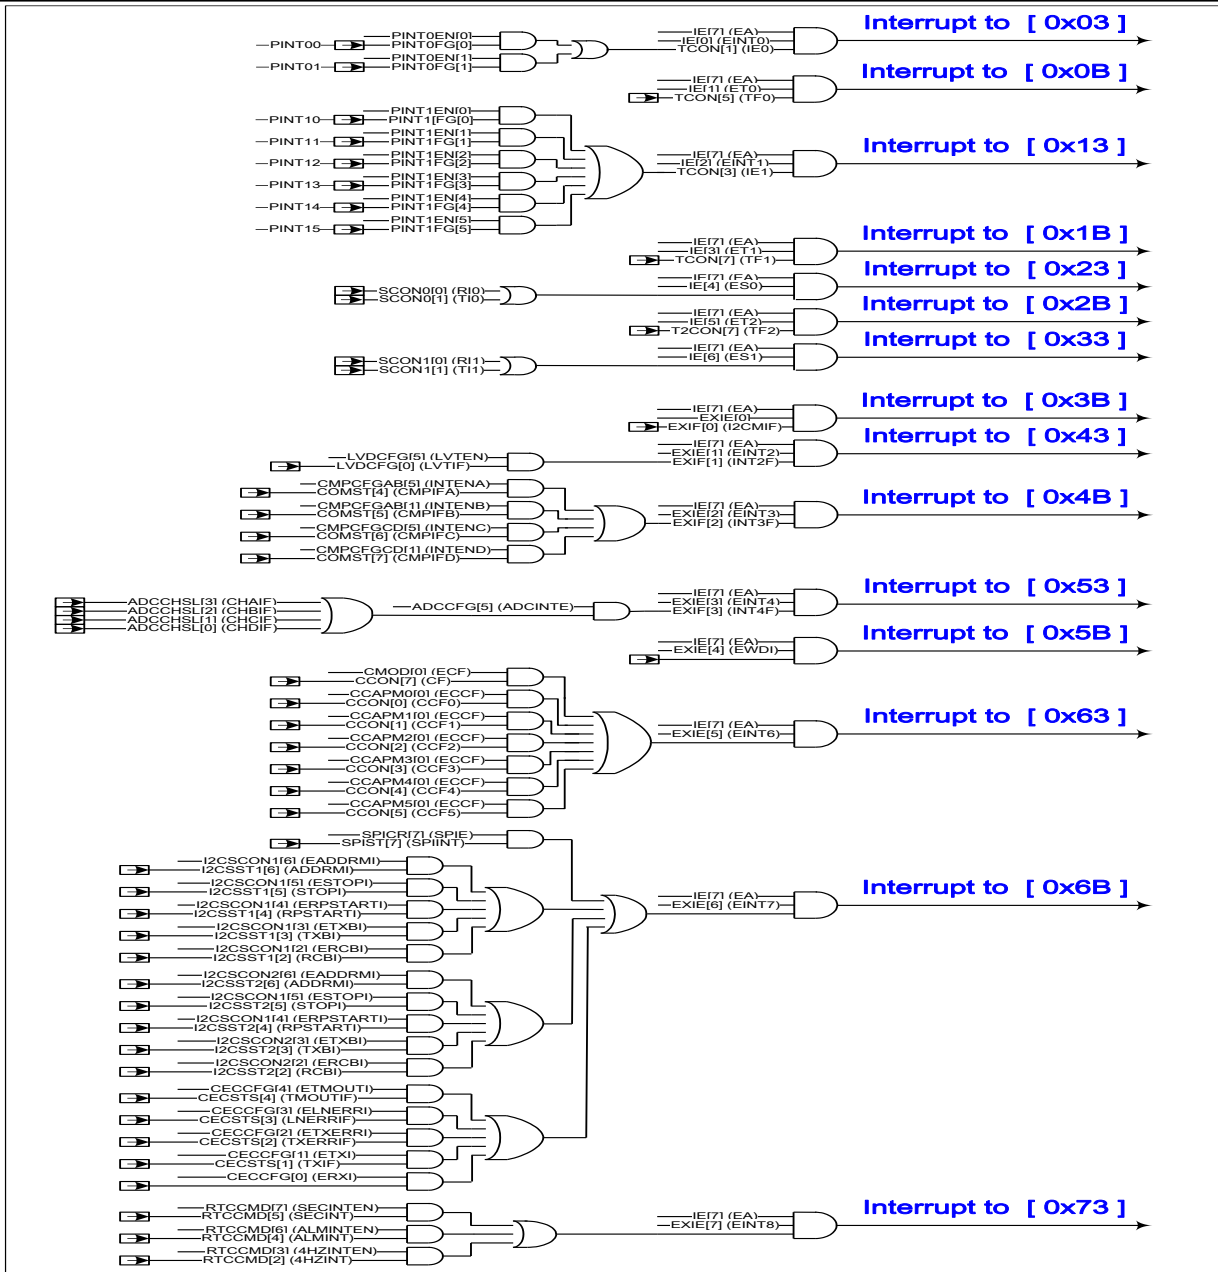 Interrupt to [ 0x03 ]
PINT0EN[0]
PINT00
PINT0FG[0]
PINT0EN[1]
PINT01
PINT0FG[1]
IE[7] (EA)
IE[0] (EINT0)
TCON[1] (IE0)
Interrupt to [ 0x0B ]
IE[7] (EA)
IE[1] (ET0)
TCON[5] (TF0)
PINT1EN[0]
PINT10
PINT1[FG[0]
PINT1EN[1]
PINT11
PINT1FG[1]
PINT1EN[2]
PINT12
PINT1FG[2]
PINT1EN[3]
PINT13
PINT1FG[3]
PINT1EN[4]
PINT14
PINT1FG[4]
PINT1EN[5]
PINT15
PINT1FG[5]
Interrupt to [ 0x13 ]
IE[7] (EA)
IE[2] (EINT1)
TCON[3] (IE1)
Interrupt to [ 0x1B ]
IE[7] (EA)
IE[3] (ET1)
TCON[7] (TF1)
Interrupt to [ 0x23 ]
SCON0[0] (RI0)
SCON0[1] (TI0)
IE[7] (EA)
IE[4] (ES0)
Interrupt to [ 0x2B ]
IE[7] (EA)
IE[5] (ET2)
T2CON[7] (TF2)
Interrupt to [ 0x33 ]
SCON1[0] (RI1)
SCON1[1] (TI1)
IE[7] (EA)
IE[6] (ES1)
Interrupt to [ 0x3B ]
IE[7] (EA)
EXIE[0]
EXIF[0] (I2CMIF)
Interrupt to [ 0x43 ]
LVDCFG[5] (LVTEN)
LVDCFG[0] (LVTIF)
IE[7] (EA)
EXIE[1] (EINT2)
EXIF[1] (INT2F)
Interrupt to [ 0x4B ]
CMPCFGAB[5] (INTENA)
COMST[4] (CMPIFA)
CMPCFGAB[1] (INTENB)
COMST[5] (CMPIFB)
CMPCFGCD[5] (INTENC)
COMST[6] (CMPIFC)
CMPCFGCD[1] (INTEND)
COMST[7] (CMPIFD)
IE[7] (EA)
EXIE[2] (EINT3)
EXIF[2] (INT3F)
Interrupt to [ 0x53 ]
ADCCHSL[3] (CHAIF)
ADCCHSL[2] (CHBIF)
ADCCHSL[1] (CHCIF)
ADCCHSL[0] (CHDIF)
ADCCFG[5] (ADCINTE)
IE[7] (EA)
EXIE[3] (EINT4)
EXIF[3] (INT4F)
Interrupt to [ 0x5B ]
IE[7] (EA)
EXIE[4] (EWDI)
Interrupt to [ 0x63 ]
CMOD[0] (ECF)
CCON[7] (CF)
CCAPM0[0] (ECCF)
CCON[0] (CCF0)
CCAPM1[0] (ECCF)
CCON[1] (CCF1)
CCAPM2[0] (ECCF)
CCON[2] (CCF2)
CCAPM3[0] (ECCF)
CCON[3] (CCF3)
CCAPM4[0] (ECCF)
CCON[4] (CCF4)
CCAPM5[0] (ECCF)
CCON[5] (CCF5)
IE[7] (EA)
EXIE[5] (EINT6)
Interrupt to [ 0x6B ]
SPICR[7] (SPIE)
SPIST[7] (SPIINT)
I2CSCON1[6] (EADDRMI)
I2CSST1[6] (ADDRMI)
I2CSCON1[5] (ESTOPI)
I2CSST1[5] (STOPI)
I2CSCON1[4] (ERPSTARTI)
I2CSST1[4] (RPSTARTI)
I2CSCON1[3] (ETXBI)
I2CSST1[3] (TXBI)
I2CSCON1[2] (ERCBI)
I2CSST1[2] (RCBI)
I2CSCON2[6] (EADDRMI)
I2CSST2[6] (ADDRMI)
I2CSCON1[5] (ESTOPI)
I2CSST2[5] (STOPI)
I2CSCON1[4] (ERPSTARTI)
I2CSST2[4] (RPSTARTI)
I2CSCON2[3] (ETXBI)
I2CSST2[3] (TXBI)
I2CSCON2[2] (ERCBI)
I2CSST2[2] (RCBI)
CECCFG[4] (ETMOUTI)
CECSTS[4] (TMOUTIF)
CECCFG[3] (ELNERRI)
CECSTS[3] (LNERRIF)
CECCFG[2] (ETXERRI)
CECSTS[2] (TXERRIF)
CECCFG[1] (ETXI)
CECSTS[1] (TXIF)
CECCFG[0] (ERXI)
IE[7] (EA)
EXIE[6] (EINT7)
Interrupt to [ 0x73 ]
RTCCMD[7] (SECINTEN)
RTCCMD[5] (SECINT)
RTCCMD[6] (ALMINTEN)
RTCCMD[4] (ALMINT)
RTCCMD[3] (4HZINTEN)
RTCCMD[2] (4HZINT)
IE[7] (EA)
EXIE[7] (EINT8)